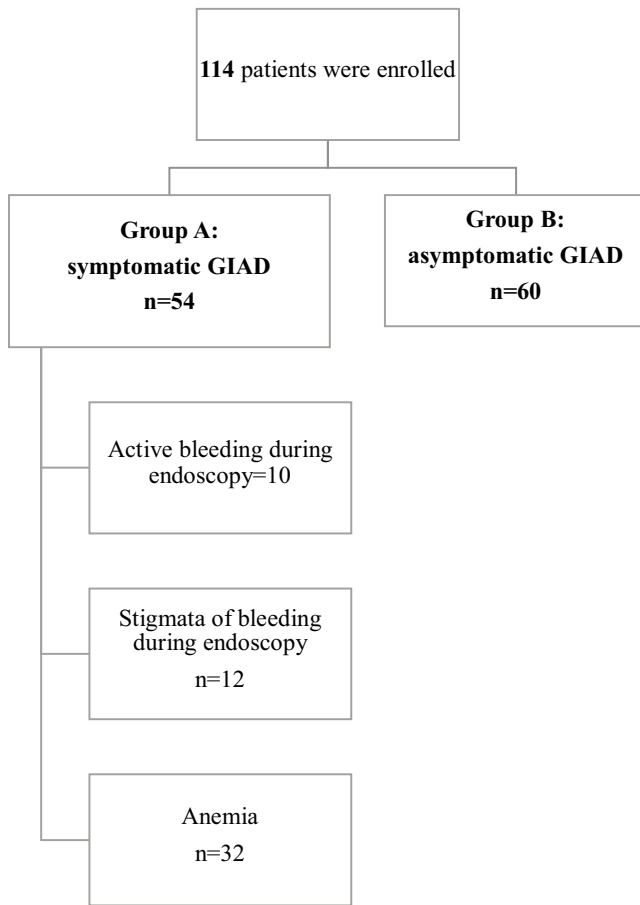 114 patients were enrolled
Group A:
symptomatic GIAD
n=54
Group B:
asymptomatic GIAD
n=60
Active bleeding during
endoscopy=10
Stigmata of bleeding
during endoscopy
n=12
Anemia
n=32